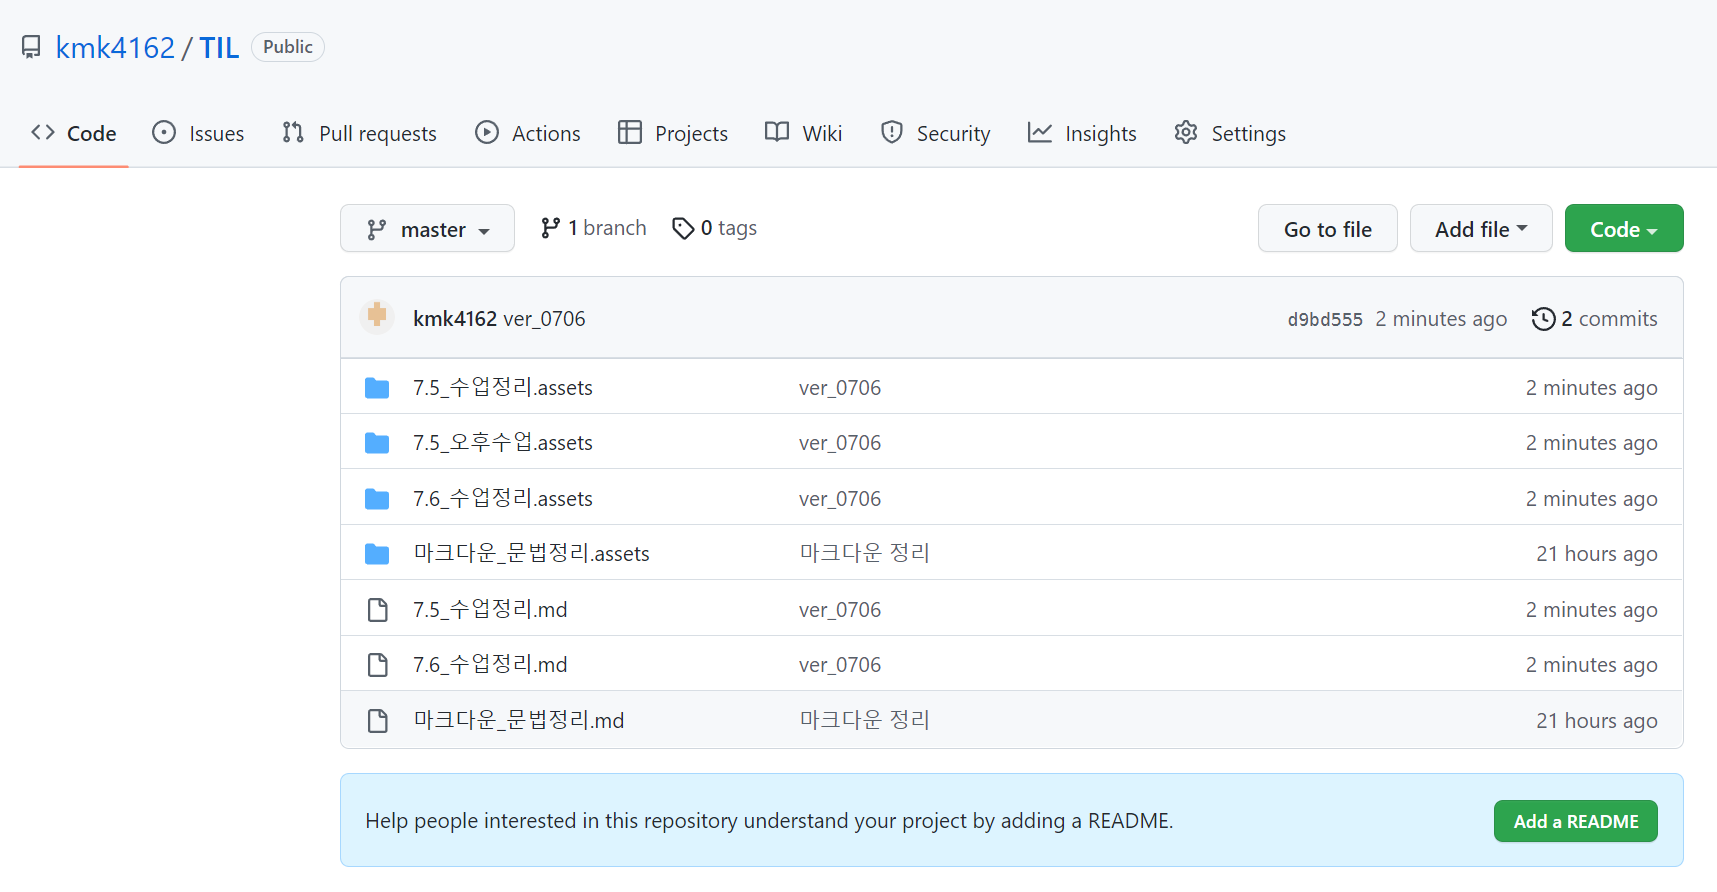 kmk4162 / TIL Public
Code Issues Pull requests Actions Projects Wiki Security Insights Settings
master 1 branch 0 tags Go to file Add file Code
kmk4162 ver_0706 d9bd555 2 minutes ago 2 commits
7.5_수업정리.assets ver_0706 2 minutes ago
7.5_오후수업.assets ver_0706 2 minutes ago
7.6_수업정리.assets ver_0706 2 minutes ago
마크다운_문법정리.assets 마크다운 정리 21 hours ago
7.5_수업정리.md ver_0706 2 minutes ago
7.6_수업정리.md ver_0706 2 minutes ago
마크다운_문법정리.md 마크다운 정리 21 hours ago
Help people interested in this repository understand your project by adding a README. Add a README